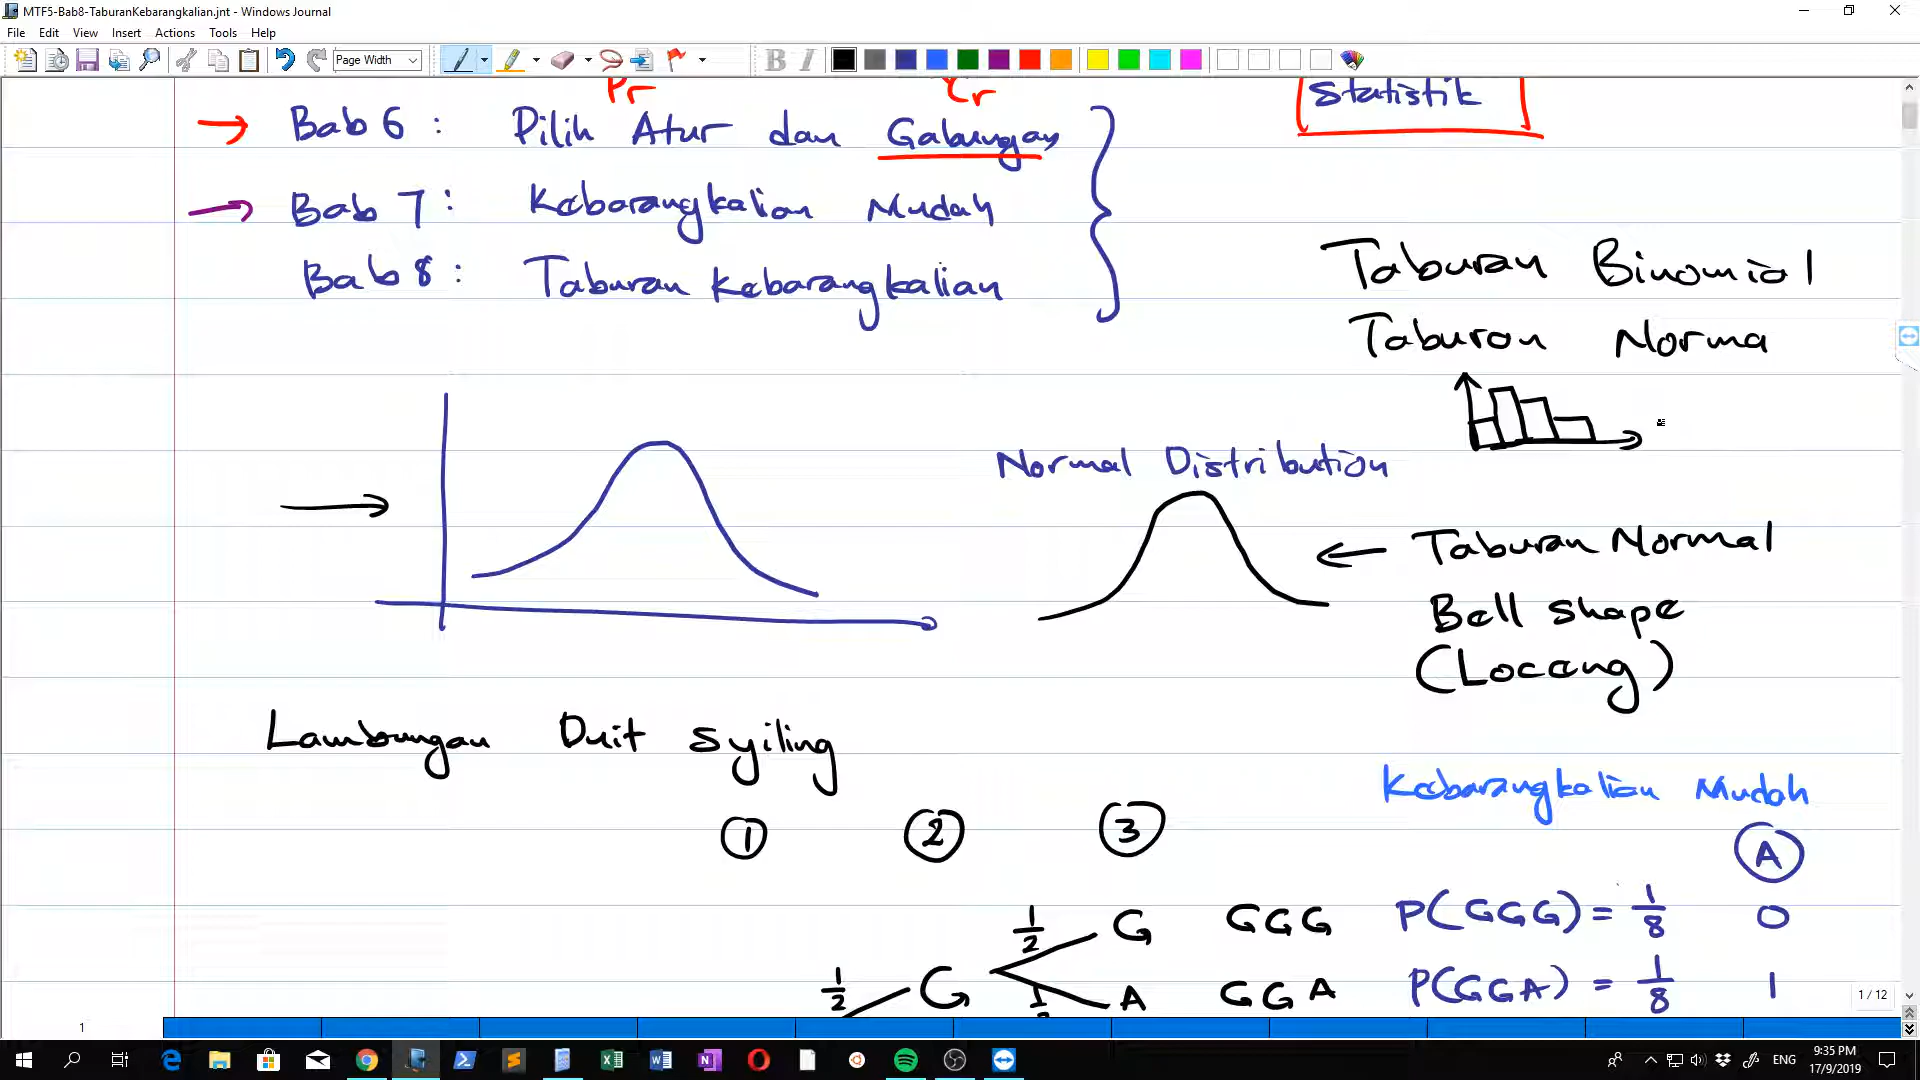 MTF5-Bab8-TaburanKebarangkalian.jnt - Windows Journal
File Edit View Insert Actions Tools Help
Page Width
B I
Pr
Cr
Statistik
Bab 6 : Pilih Atur dan Gabungan
Bab 7 : Kebarangkalian Mudah
Bab 8 : Taburan Kebarangkalian
Taburan Binomial
Taburan Norma
Normal Distribution
Taburan Normal
Bell shape
(Loceng)
Lambungan Duit Syiling
Kebarangkalian Mudah
1 2 3
A
1/2 G GGG P(GGG) = 1/8 0
1/2 G 1/2 A GGA P(GGA) = 1/8 1
1 / 12
1
ENG
9:35 PM
17/9/2019